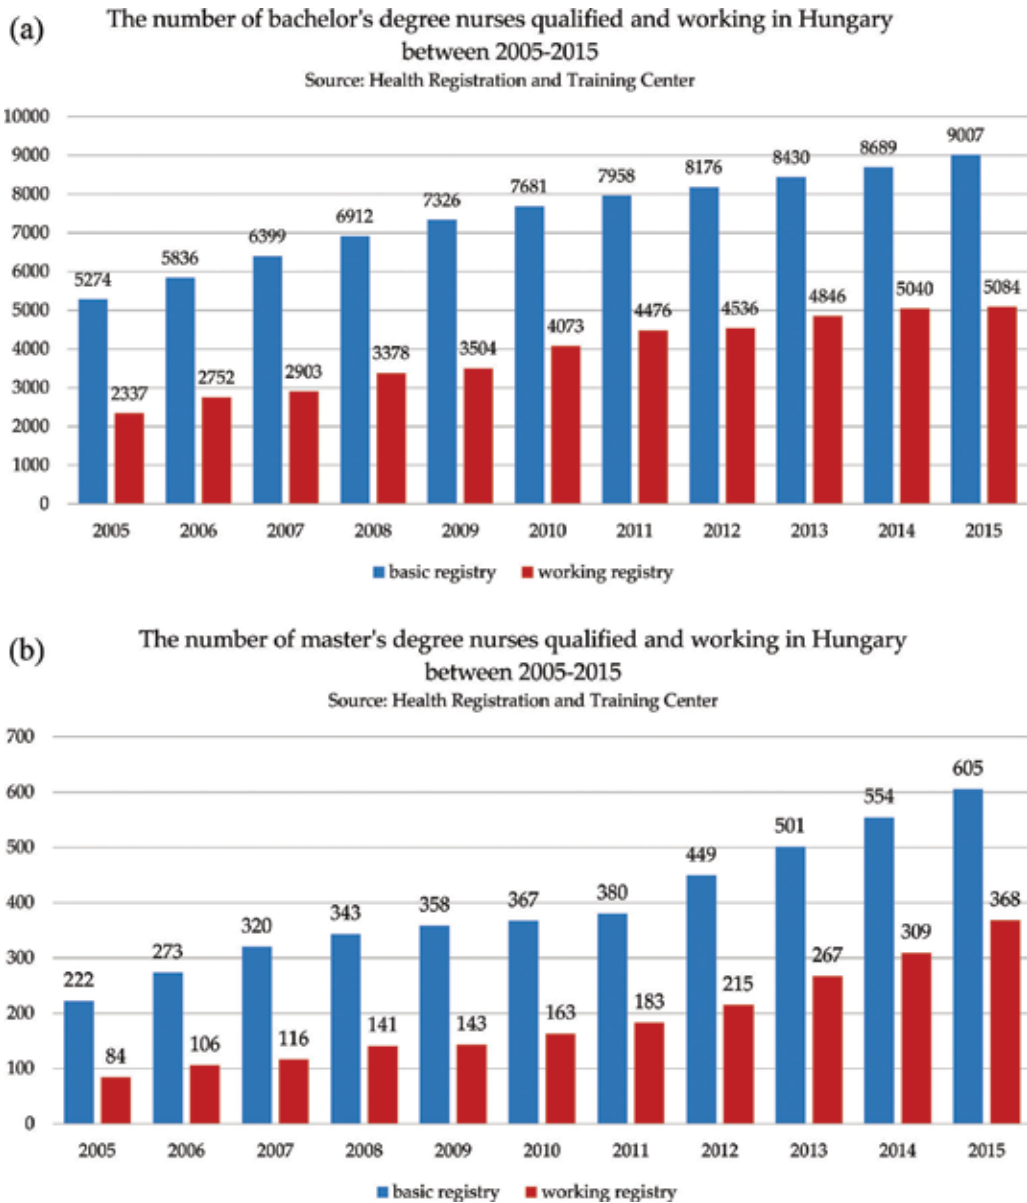 (a)
The number of bachelor's degree nurses qualified and working in Hungary
between 2005-2015
Source: Health Registration and Training Center
10000
9000
8000
7000
6000
5000
4000
3000
2000
1000
0
5274 5836 6399 6912 7326 7681 7958 8176 8430 8689 9007
2337 2752 2903 3378 3504 4073 4476 4536 4846 5040 5084
2005 2006 2007 2008 2009 2010 2011 2012 2013 2014 2015
basic registry working registry
(b)
The number of master's degree nurses qualified and working in Hungary
between 2005-2015
Source: Health Registration and Training Center
700
600
500
400
300
200
100
0
222 273 320 343 358 367 380 449 501 554 605
84 106 116 141 143 163 183 215 267 309 368
2005 2006 2007 2008 2009 2010 2011 2012 2013 2014 2015
basic registry working registry